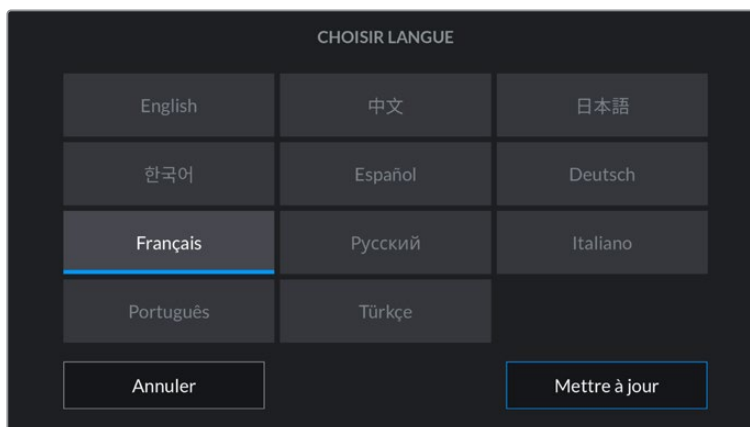 CHOISIR LANGUE
English 中文 日本語
한국어 Español Deutsch
Français Русский Italiano
Português Türkçe
Annuler Mettre à jour